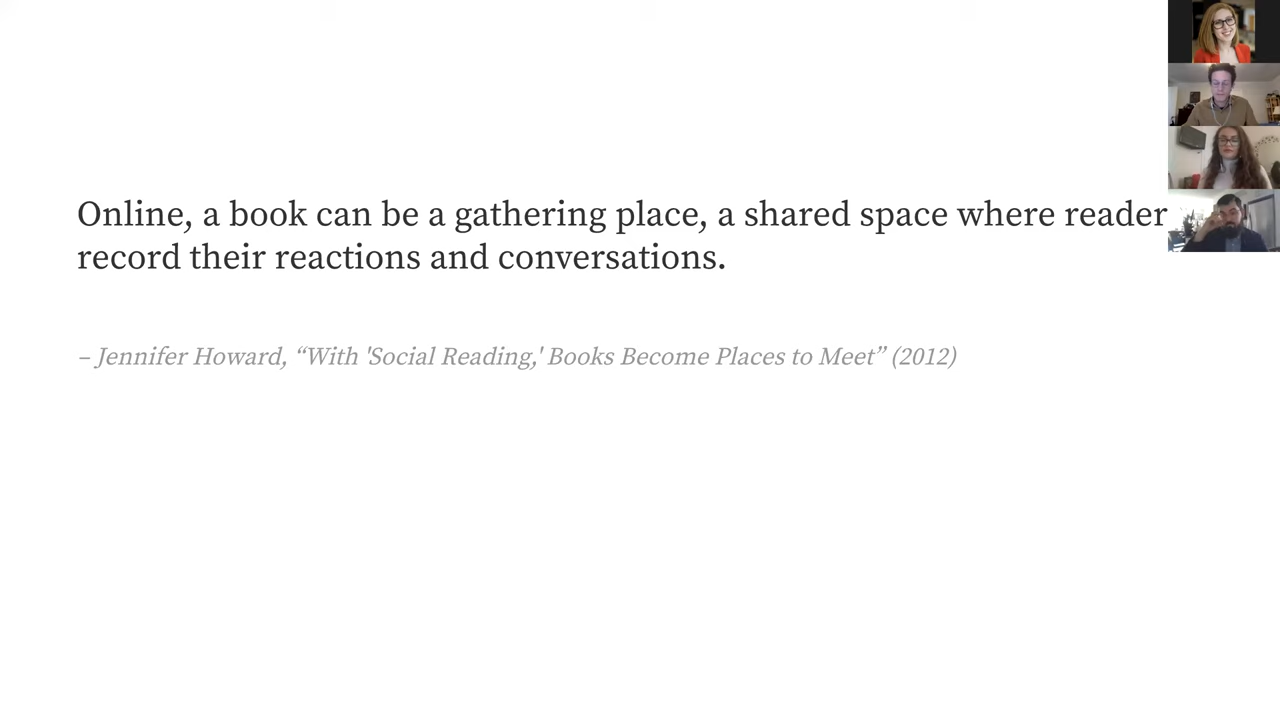 Online, a book can be a gathering place, a shared space where reader
record their reactions and conversations.
– Jennifer Howard, “With 'Social Reading,' Books Become Places to Meet” (2012)